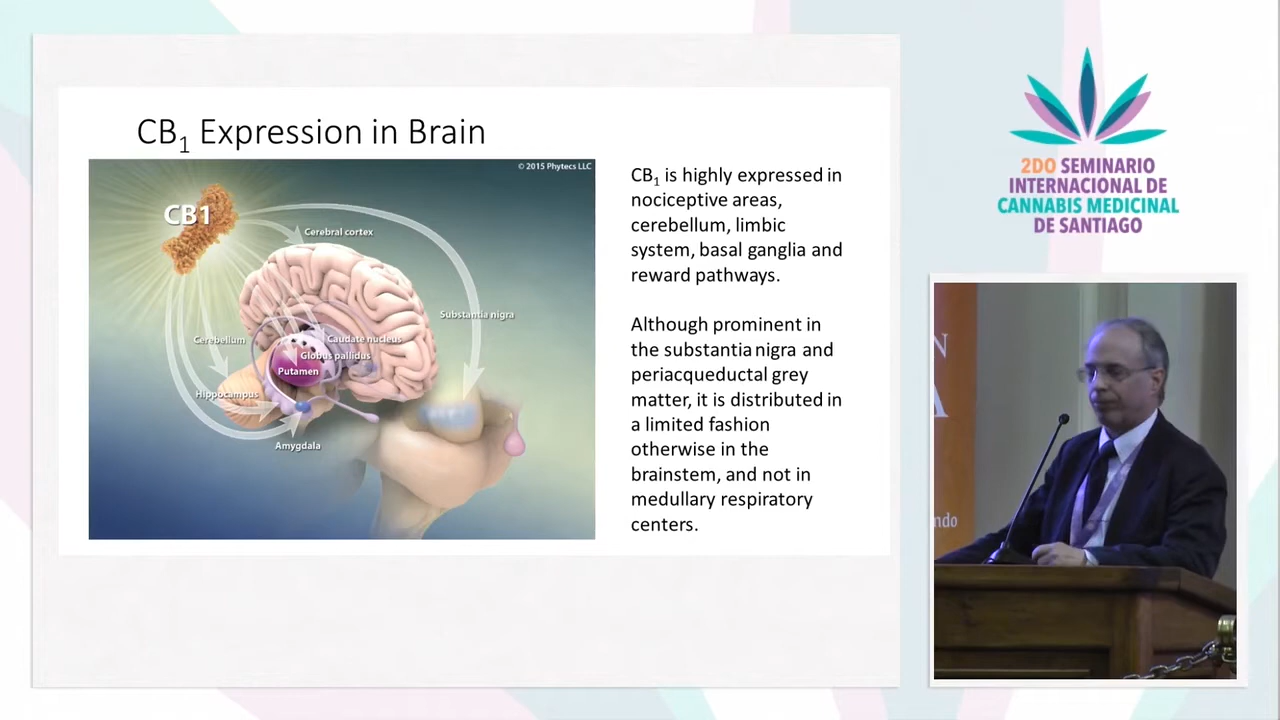 CB₁ Expression in Brain
© 2015 Phytecs LLC
CB1
Cerebral cortex
Substantia nigra
Cerebellum
Caudate nucleus
Globus pallidus
Putamen
Hippocampus
Amygdala
CB₁ is highly expressed in
nociceptive areas,
cerebellum, limbic
system, basal ganglia and
reward pathways.
Although prominent in
the substantia nigra and
periacqueductal grey
matter, it is distributed in
a limited fashion
otherwise in the
brainstem, and not in
medullary respiratory
centers.
2DO SEMINARIO
INTERNACIONAL DE
CANNABIS MEDICINAL
DE SANTIAGO
N
A
ndo